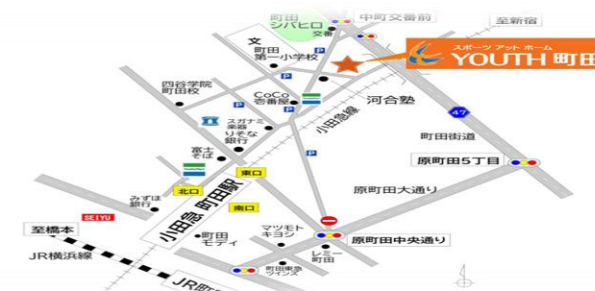 町田
シバヒロ
交番
中町交番前
至新宿
文
町田
第一小学校
P
スポーツ アット ホーム
YOUTH 町田
四谷学院
町田校
P
P
CoCo
壱番屋
河合塾
小田急線
47
町田街道
スガナミ
楽器
りそな
銀行
P
富士
そば
原町田5丁目
東口
北口
原町田大通り
みずほ
銀行
小田急 町田駅
南口
SEIYU
至橋本
町田
モディ
マツモト
キヨシ
原町田中央通り
レミー
町田
JR横浜線
町田東急
ツインズ
JR町